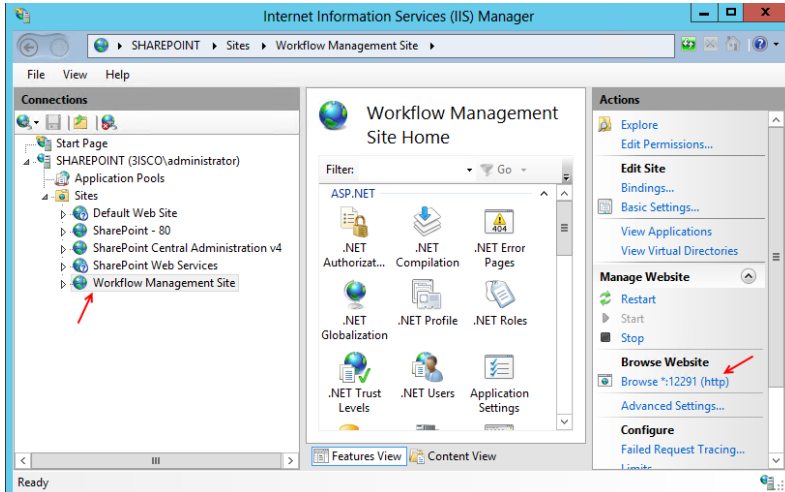 Internet Information Services (IIS) Manager
SHAREPOINT Sites Workflow Management Site
File View Help
Connections
Start Page
SHAREPOINT (3ISCO\administrator)
Application Pools
Sites
Default Web Site
SharePoint - 80
SharePoint Central Administration v4
SharePoint Web Services
Workflow Management Site
Workflow Management
Site Home
Filter: Go
ASP.NET
.NET Authorizat...
.NET Compilation
.NET Error Pages
404
.NET Globalization
.NET Profile
.NET Roles
.NET Trust Levels
.NET Users
Application Settings
Features View Content View
Actions
Explore
Edit Permissions...
Edit Site
Bindings...
Basic Settings...
View Applications
View Virtual Directories
Manage Website
Restart
Start
Stop
Browse Website
Browse *:12291 (http)
Advanced Settings...
Configure
Failed Request Tracing...
Limits...
Ready